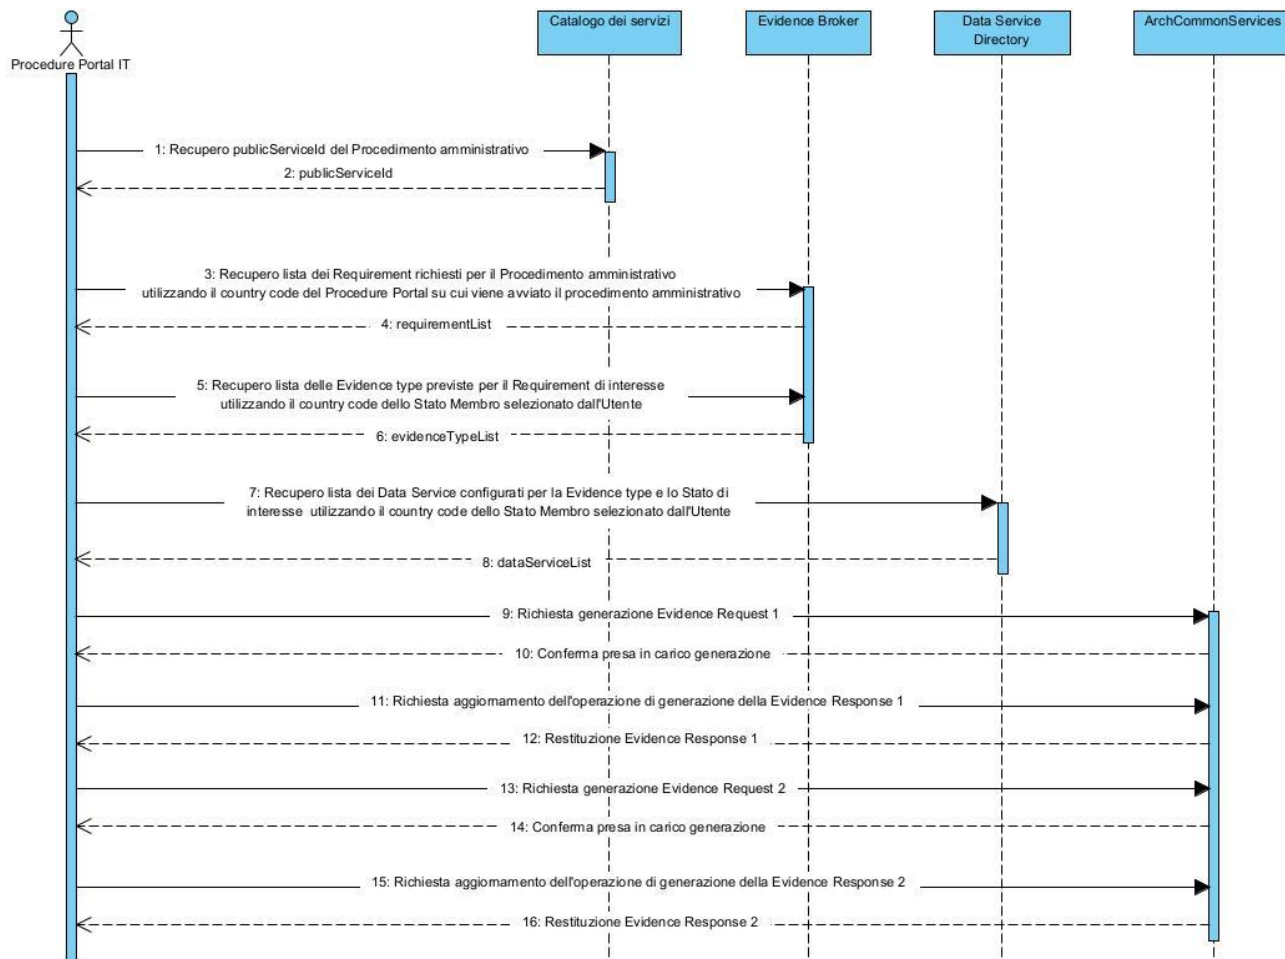 Catalogo dei servizi
Evidence Broker
Data Service
Directory
ArchCommonServices
Procedure Portal IT
1: Recupero publicServiceId del Procedimento amministrativo
2: publicServiceId
3: Recupero lista dei Requirement richiesti per il Procedimento amministrativo
utilizzando il country code del Procedure Portal su cui viene avviato il procedimento amministrativo
4: requirementList
5: Recupero lista delle Evidence type previste per il Requirement di interesse
utilizzando il country code dello Stato Membro selezionato dall'Utente
6: evidenceTypeList
7: Recupero lista dei Data Service configurati per la Evidence type e lo Stato di
interesse utilizzando il country code dello Stato Membro selezionato dall'Utente
8: dataServiceList
9: Richiesta generazione Evidence Request 1
10: Conferma presa in carico generazione
11: Richiesta aggiornamento dell'operazione di generazione della Evidence Response 1
12: Restituzione Evidence Response 1
13: Richiesta generazione Evidence Request 2
14: Conferma presa in carico generazione
15: Richiesta aggiornamento dell'operazione di generazione della Evidence Response 2
16: Restituzione Evidence Response 2